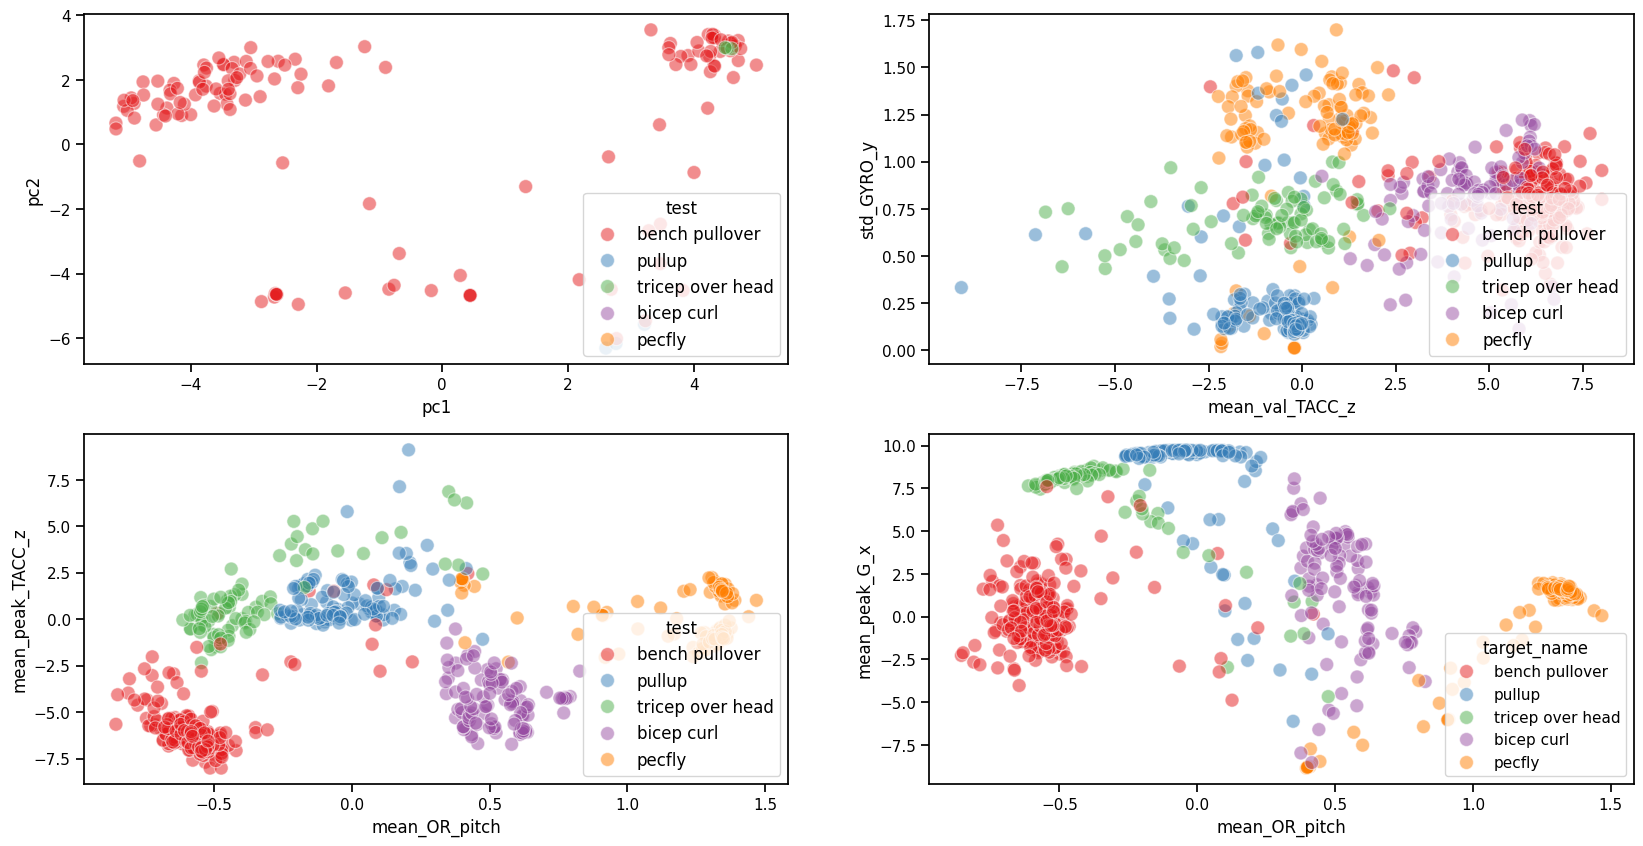 4
2
0
−2
−4
−6
pc2
−4
−2
0
2
4
pc1
test
bench pullover
pullup
tricep over head
bicep curl
pecfly
1.75
1.50
1.25
1.00
0.75
0.50
0.25
0.00
std_GYRO_y
−7.5
−5.0
−2.5
0.0
2.5
5.0
7.5
mean_val_TACC_z
test
bench pullover
pullup
tricep over head
bicep curl
pecfly
7.5
5.0
2.5
0.0
−2.5
−5.0
−7.5
mean_peak_TACC_z
−0.5
0.0
0.5
1.0
1.5
mean_OR_pitch
test
bench pullover
pullup
tricep over head
bicep curl
pecfly
10.0
7.5
5.0
2.5
0.0
−2.5
−5.0
−7.5
mean_peak_G_x
−0.5
0.0
0.5
1.0
1.5
mean_OR_pitch
target_name
bench pullover
pullup
tricep over head
bicep curl
pecfly